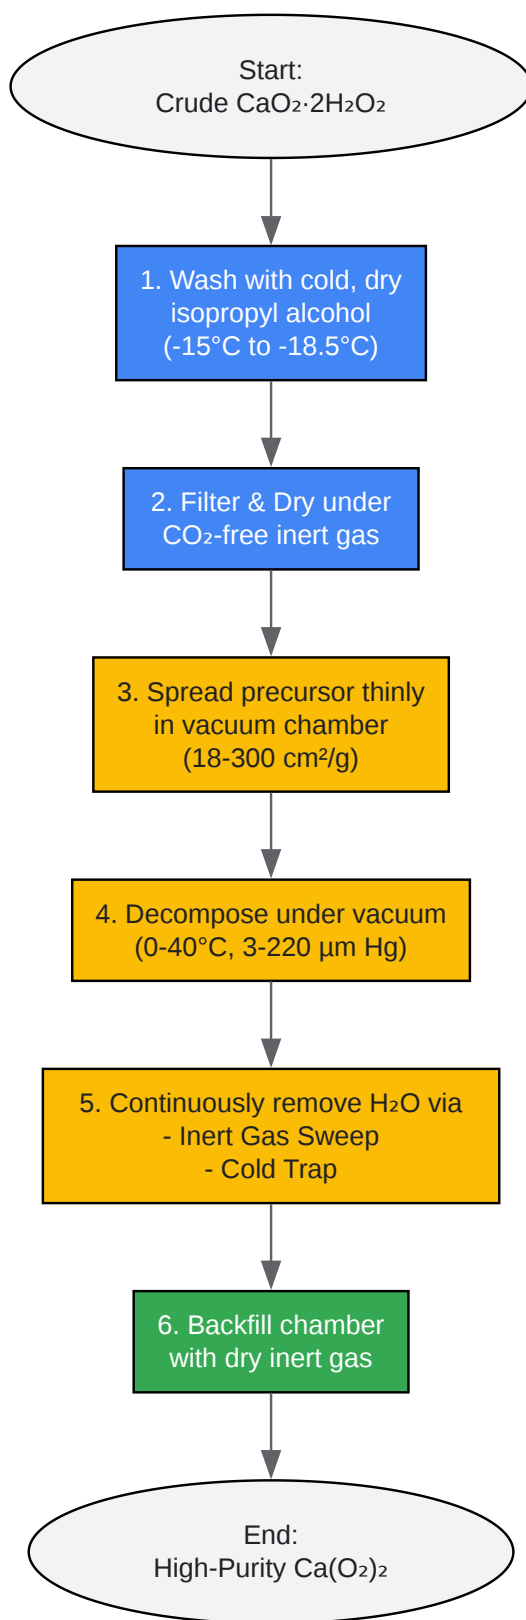 Start:
Crude CaO₂·2H₂O₂
1. Wash with cold, dry
isopropyl alcohol
(-15°C to -18.5°C)
2. Filter & Dry under
CO₂-free inert gas
3. Spread precursor thinly
in vacuum chamber
(18-300 cm²/g)
4. Decompose under vacuum
(0-40°C, 3-220 µm Hg)
5. Continuously remove H₂O via
- Inert Gas Sweep
- Cold Trap
6. Backfill chamber
with dry inert gas
End:
High-Purity Ca(O₂)₂